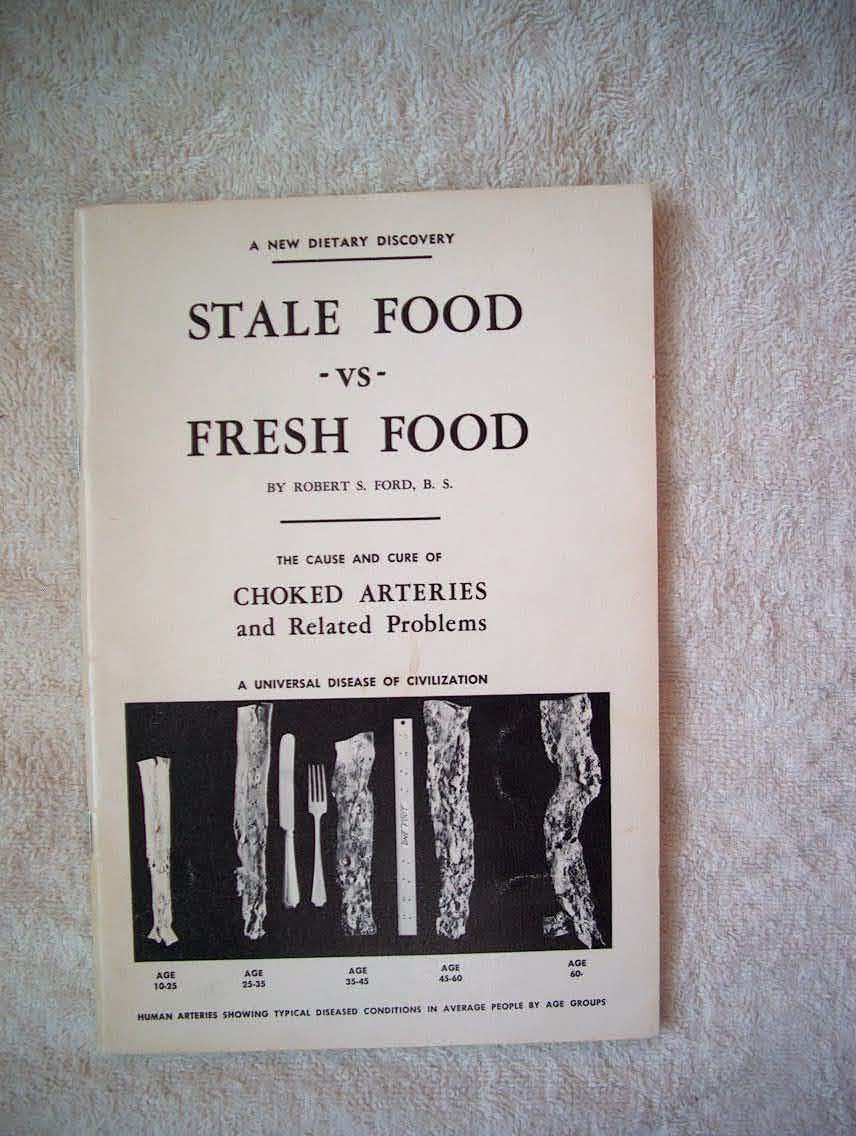 A NEW DIETARY DISCOVERY
STALE FOOD
-VS-
FRESH FOOD
BY ROBERT S. FORD, B. S.
THE CAUSE AND CURE OF
CHOKED ARTERIES
and Related Problems
A UNIVERSAL DISEASE OF CIVILIZATION
ONE FOOT
AGE AGE AGE AGE AGE
10-25 25-35 35-45 45-60 60-
HUMAN ARTERIES SHOWING TYPICAL DISEASED CONDITIONS IN AVERAGE PEOPLE BY AGE GROUPS